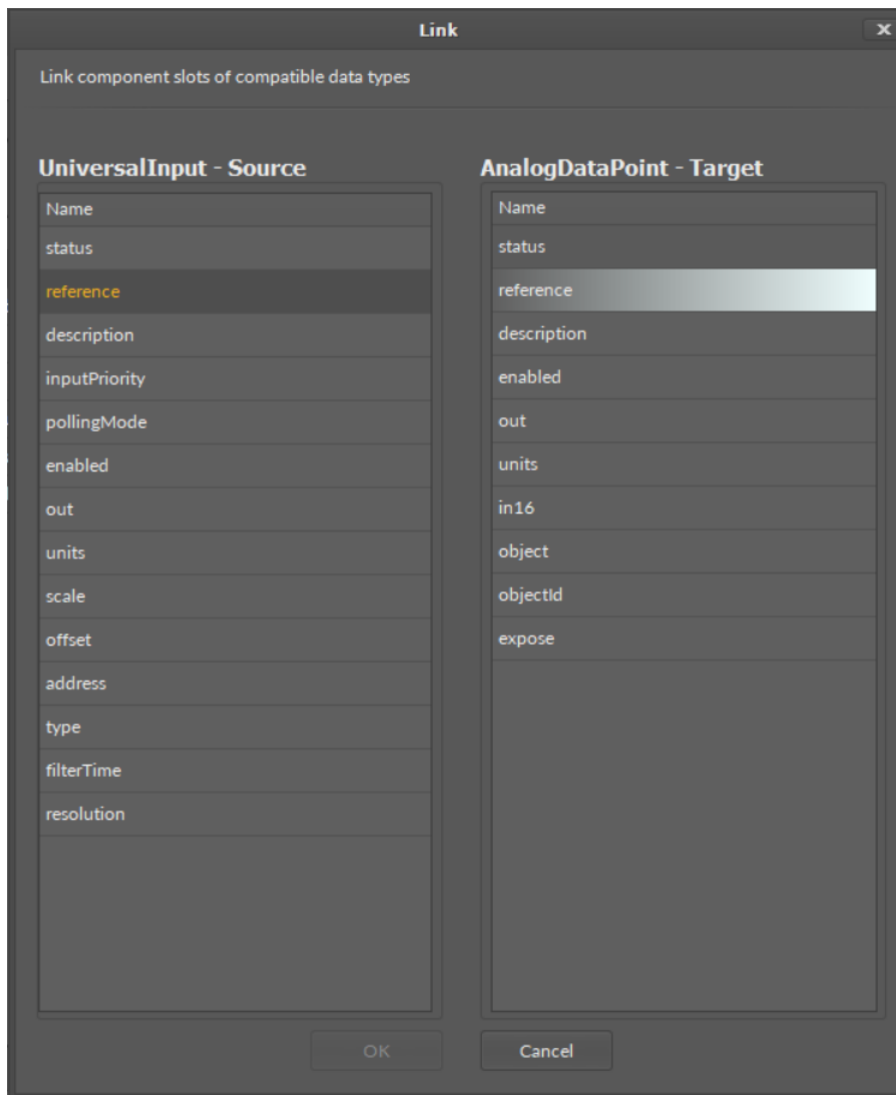 Link
Link component slots of compatible data types
UniversalInput - Source
Name
status
reference
description
inputPriority
pollingMode
enabled
out
units
scale
offset
address
type
filterTime
resolution
AnalogDataPoint - Target
Name
status
reference
description
enabled
out
units
in16
object
objectId
expose
OK
Cancel